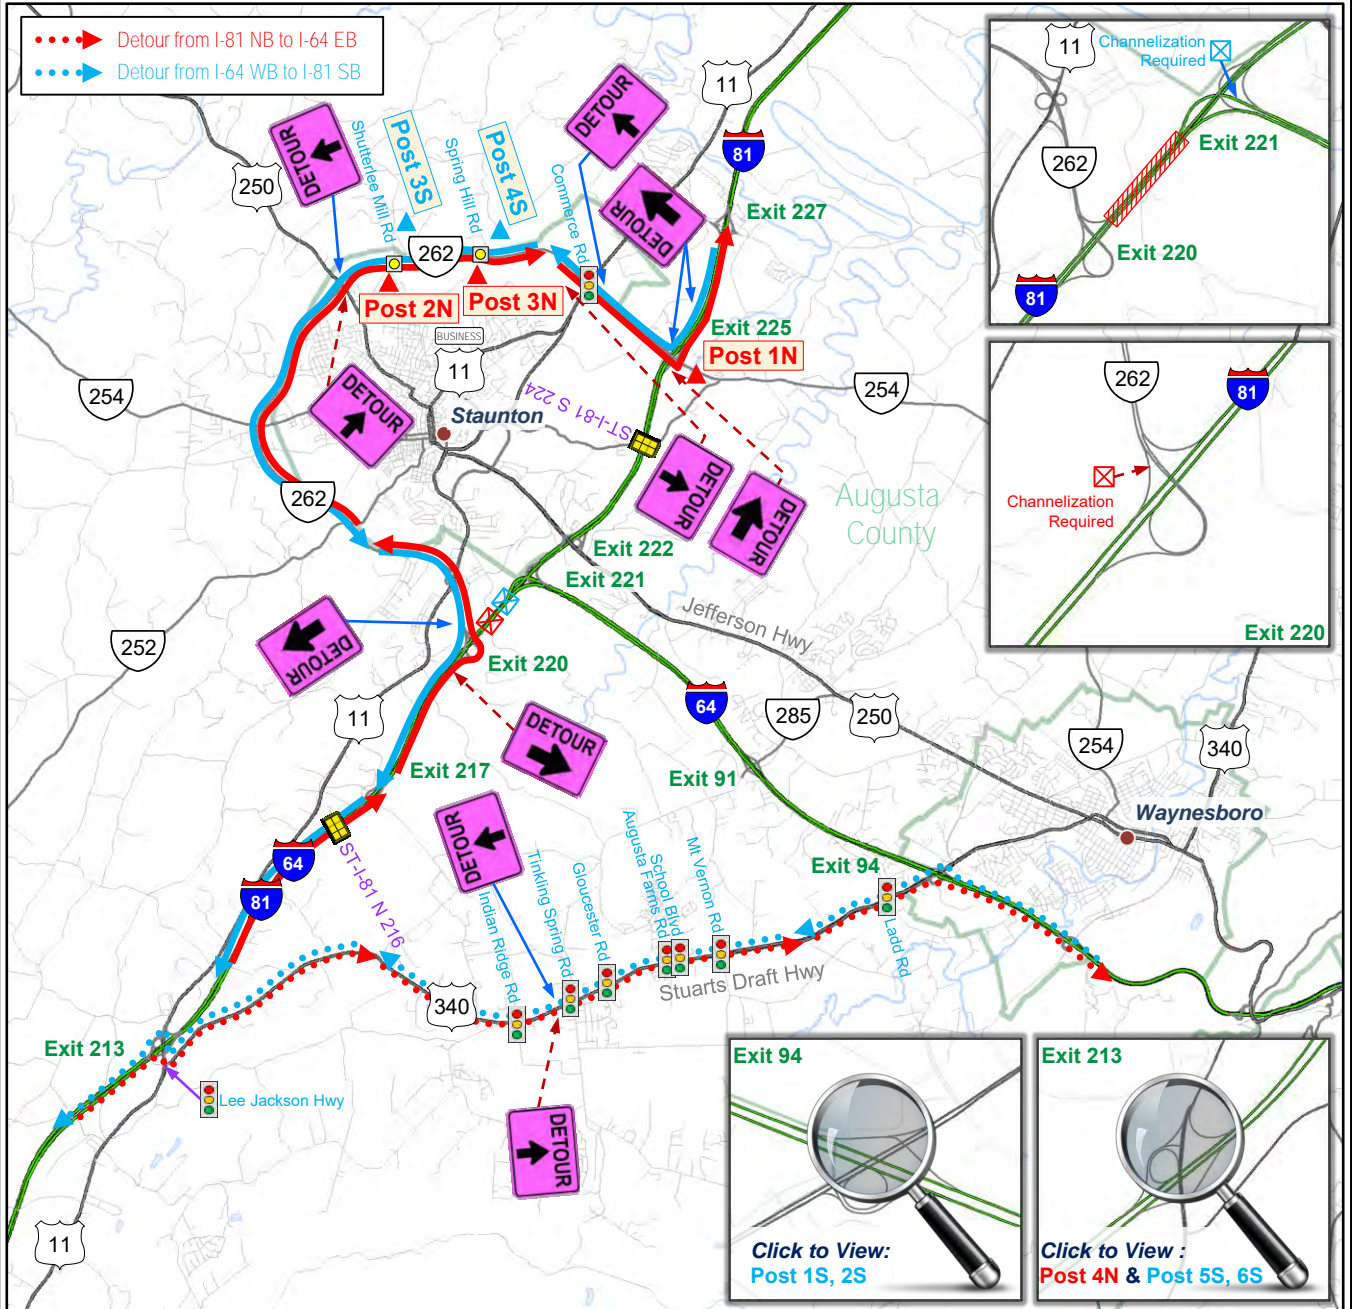 Detour from I-81 NB to I-64 EB
Detour from I-64 WB to I-81 SB
11
81
250
DETOUR
Shutterlee Mill Rd
Post 3S
Spring Hill Rd
Post 4S
Commerce Rd
DETOUR
DETOUR
Exit 227
262
Post 2N
Post 3N
BUSINESS
11
Exit 225
Post 1N
254
254
DETOUR
Staunton
ST-I-81 S 224
DETOUR
DETOUR
Augusta
County
262
Exit 222
Exit 221
Jefferson Hwy
252
DETOUR
Exit 220
11
DETOUR
64
285
250
254
340
Exit 217
Exit 91
Waynesboro
DETOUR
64
81
ST-I-81 N 216
Indian Ridge Rd
Tinkling Spring Rd
Gloucester Rd
Augusta Farms Rd
School Blvd
Mt Vernon Rd
Exit 94
Ladd Rd
Stuarts Draft Hwy
340
Exit 213
Lee Jackson Hwy
DETOUR
11
11
Channelization
Required
262
Exit 221
Exit 220
81
262
81
Channelization
Required
Exit 220
Exit 94
Click to View:
Post 1S, 2S
Exit 213
Click to View :
Post 4N & Post 5S, 6S